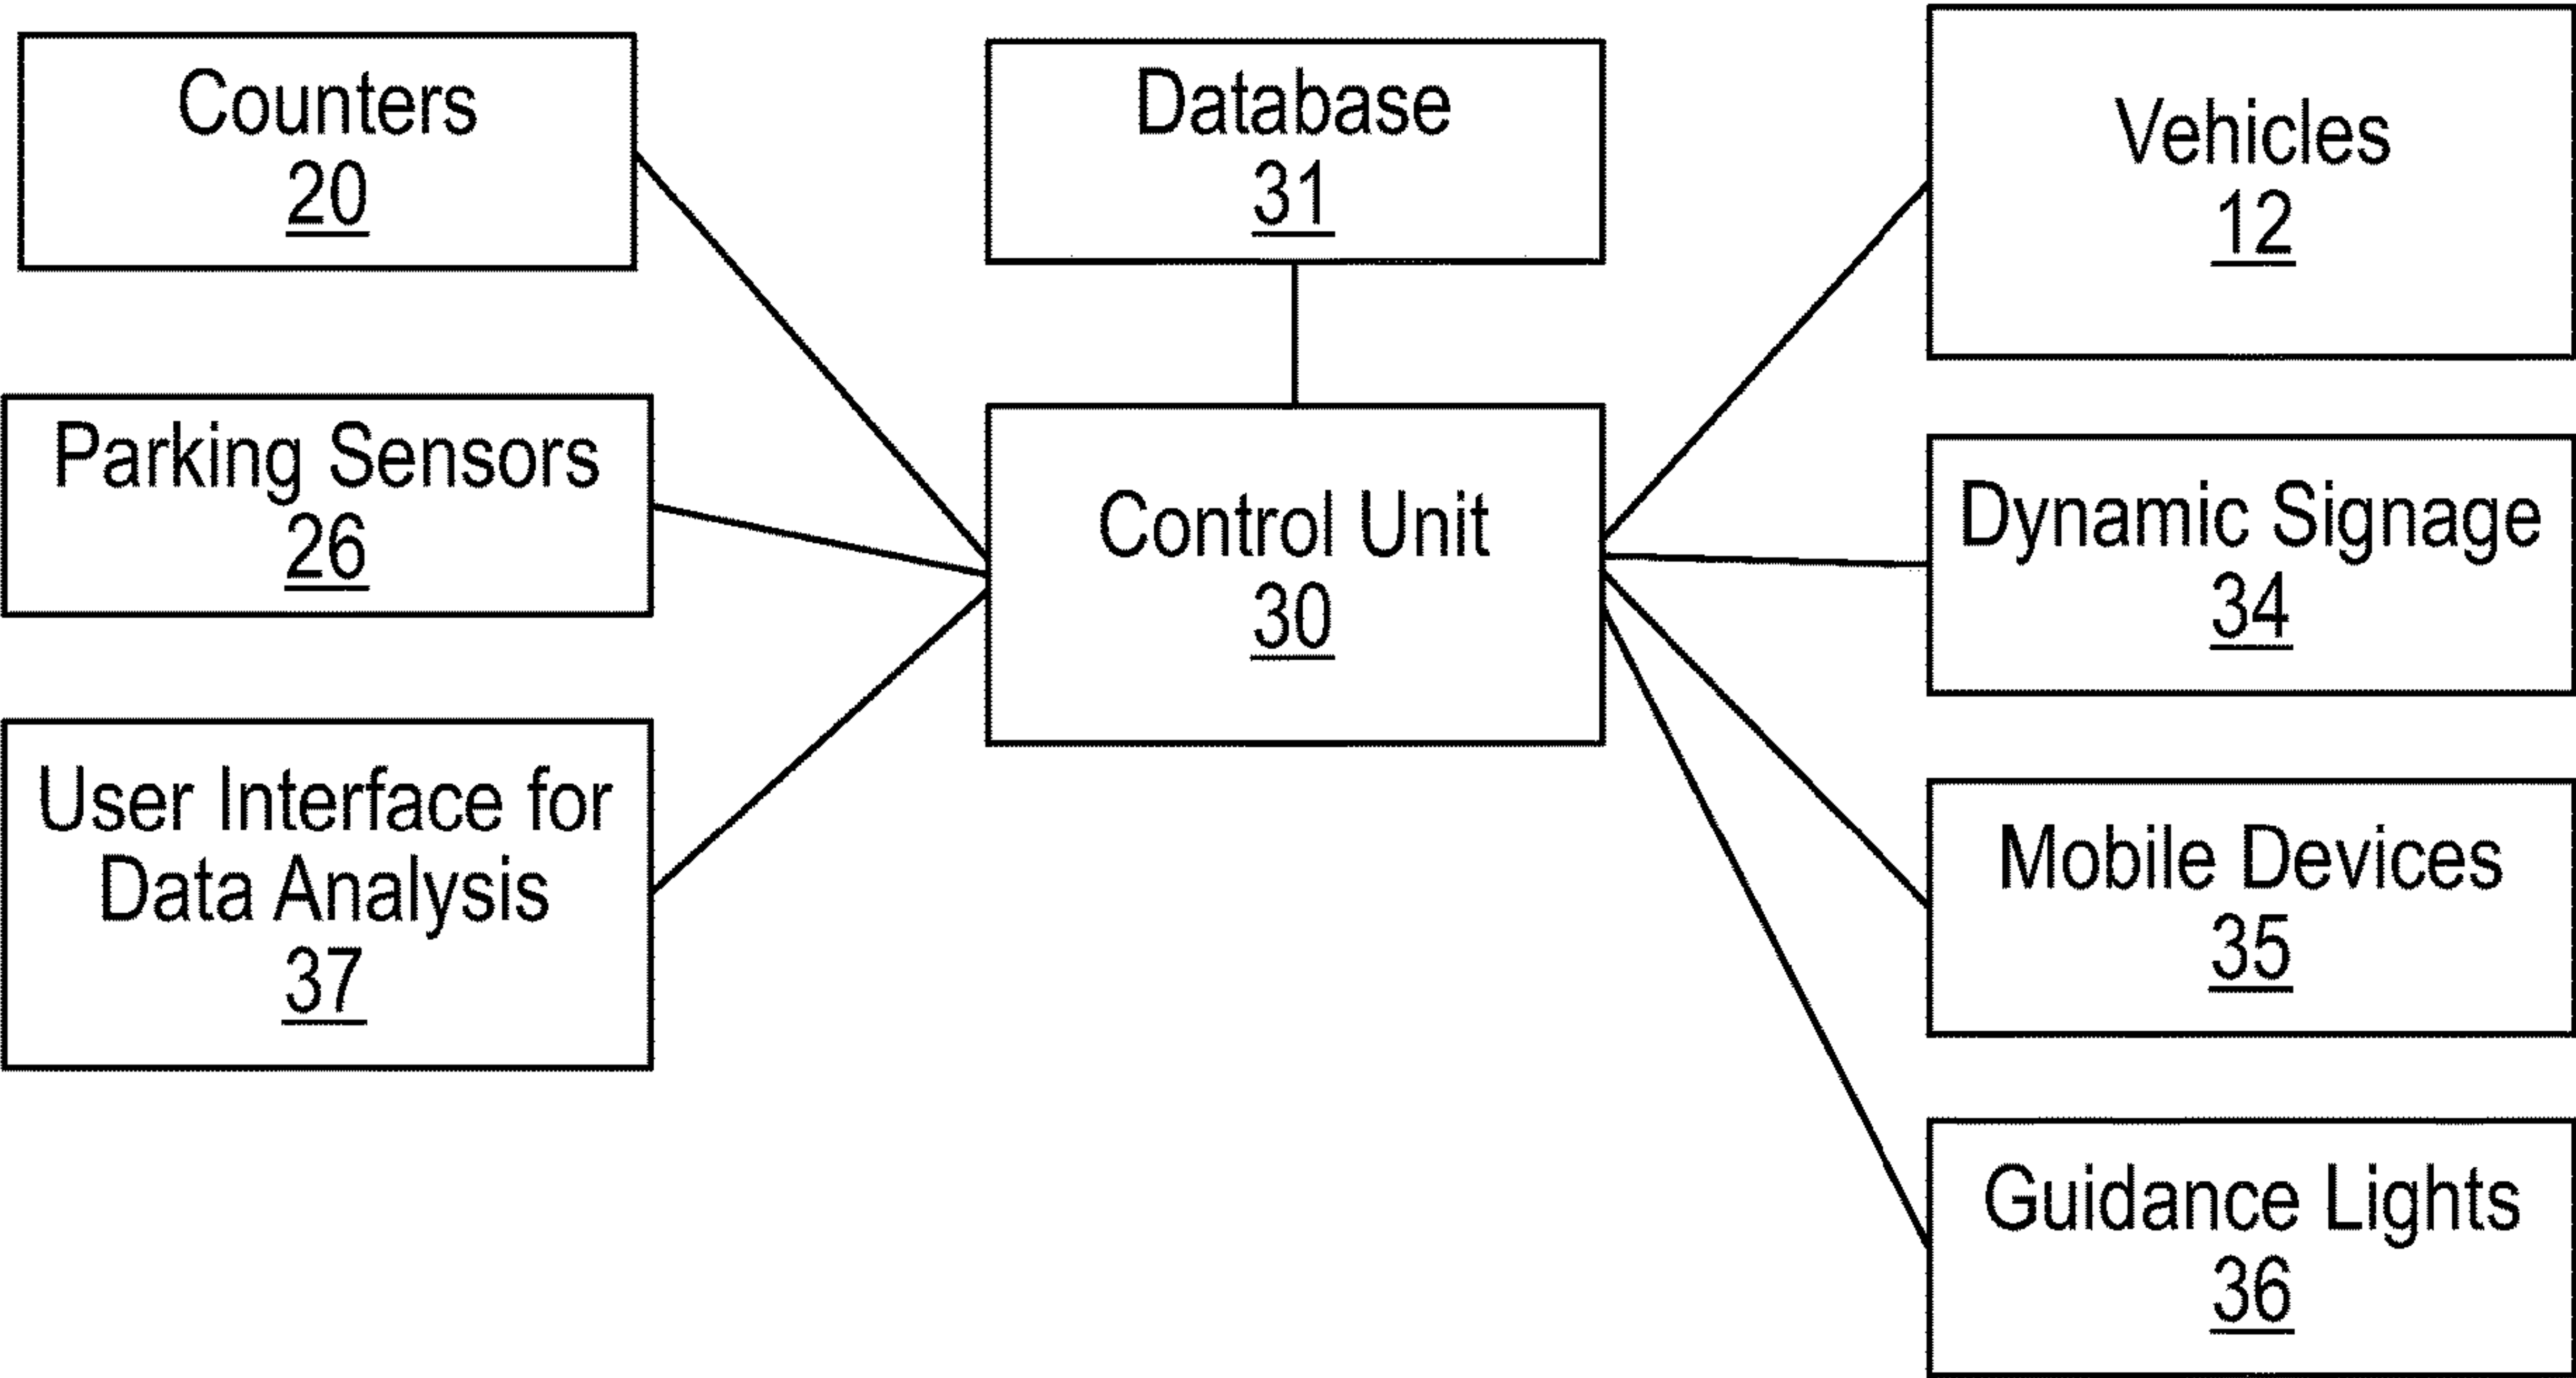 Counters
20
Database
31
Vehicles
12
Parking Sensors
26
Control Unit
30
Dynamic Signage
34
User Interface for
Data Analysis
37
Mobile Devices
35
Guidance Lights
36